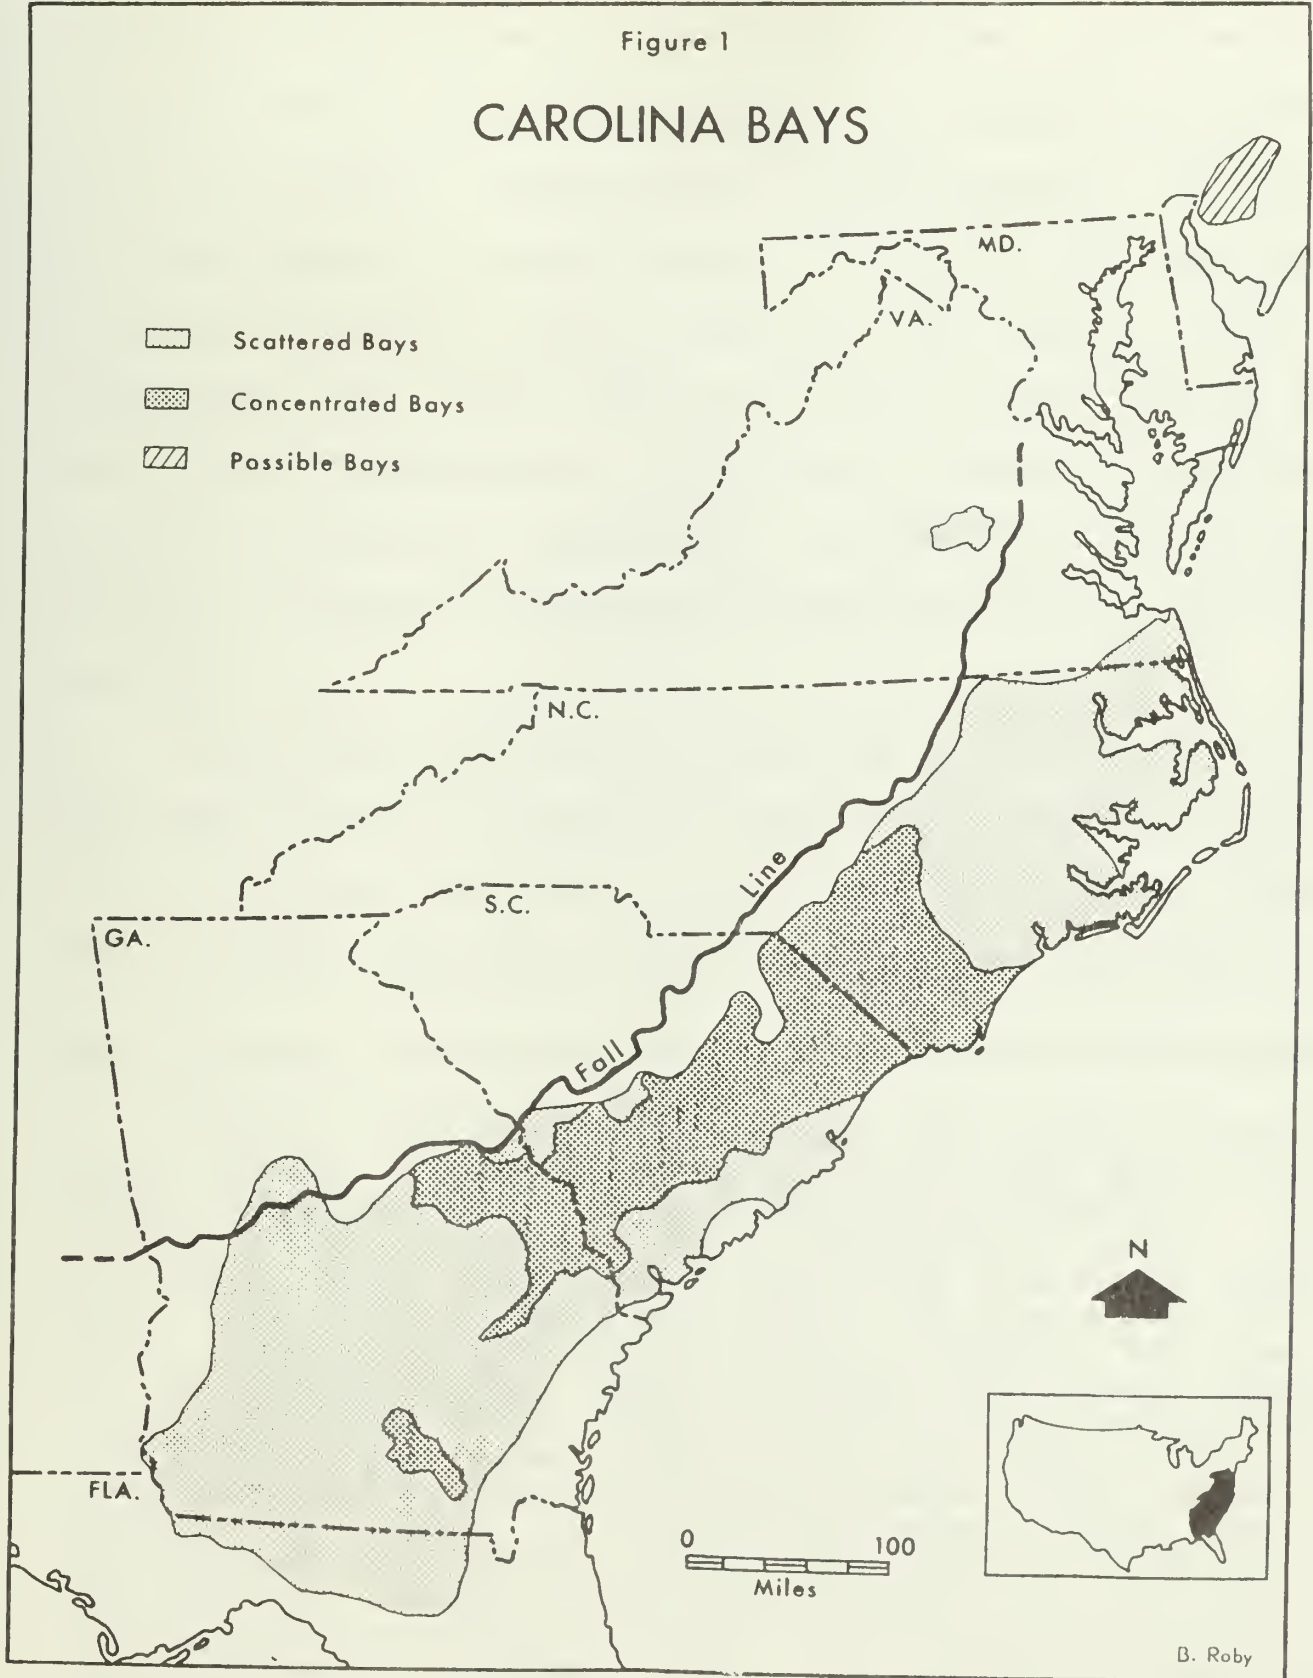 Figure 1
CAROLINA BAYS
MD.
VA.
Scattered Bays
Concentrated Bays
Possible Bays
N.C.
Line
S.C.
GA.
Fall
N
FLA.
0 100
Miles
B. Roby